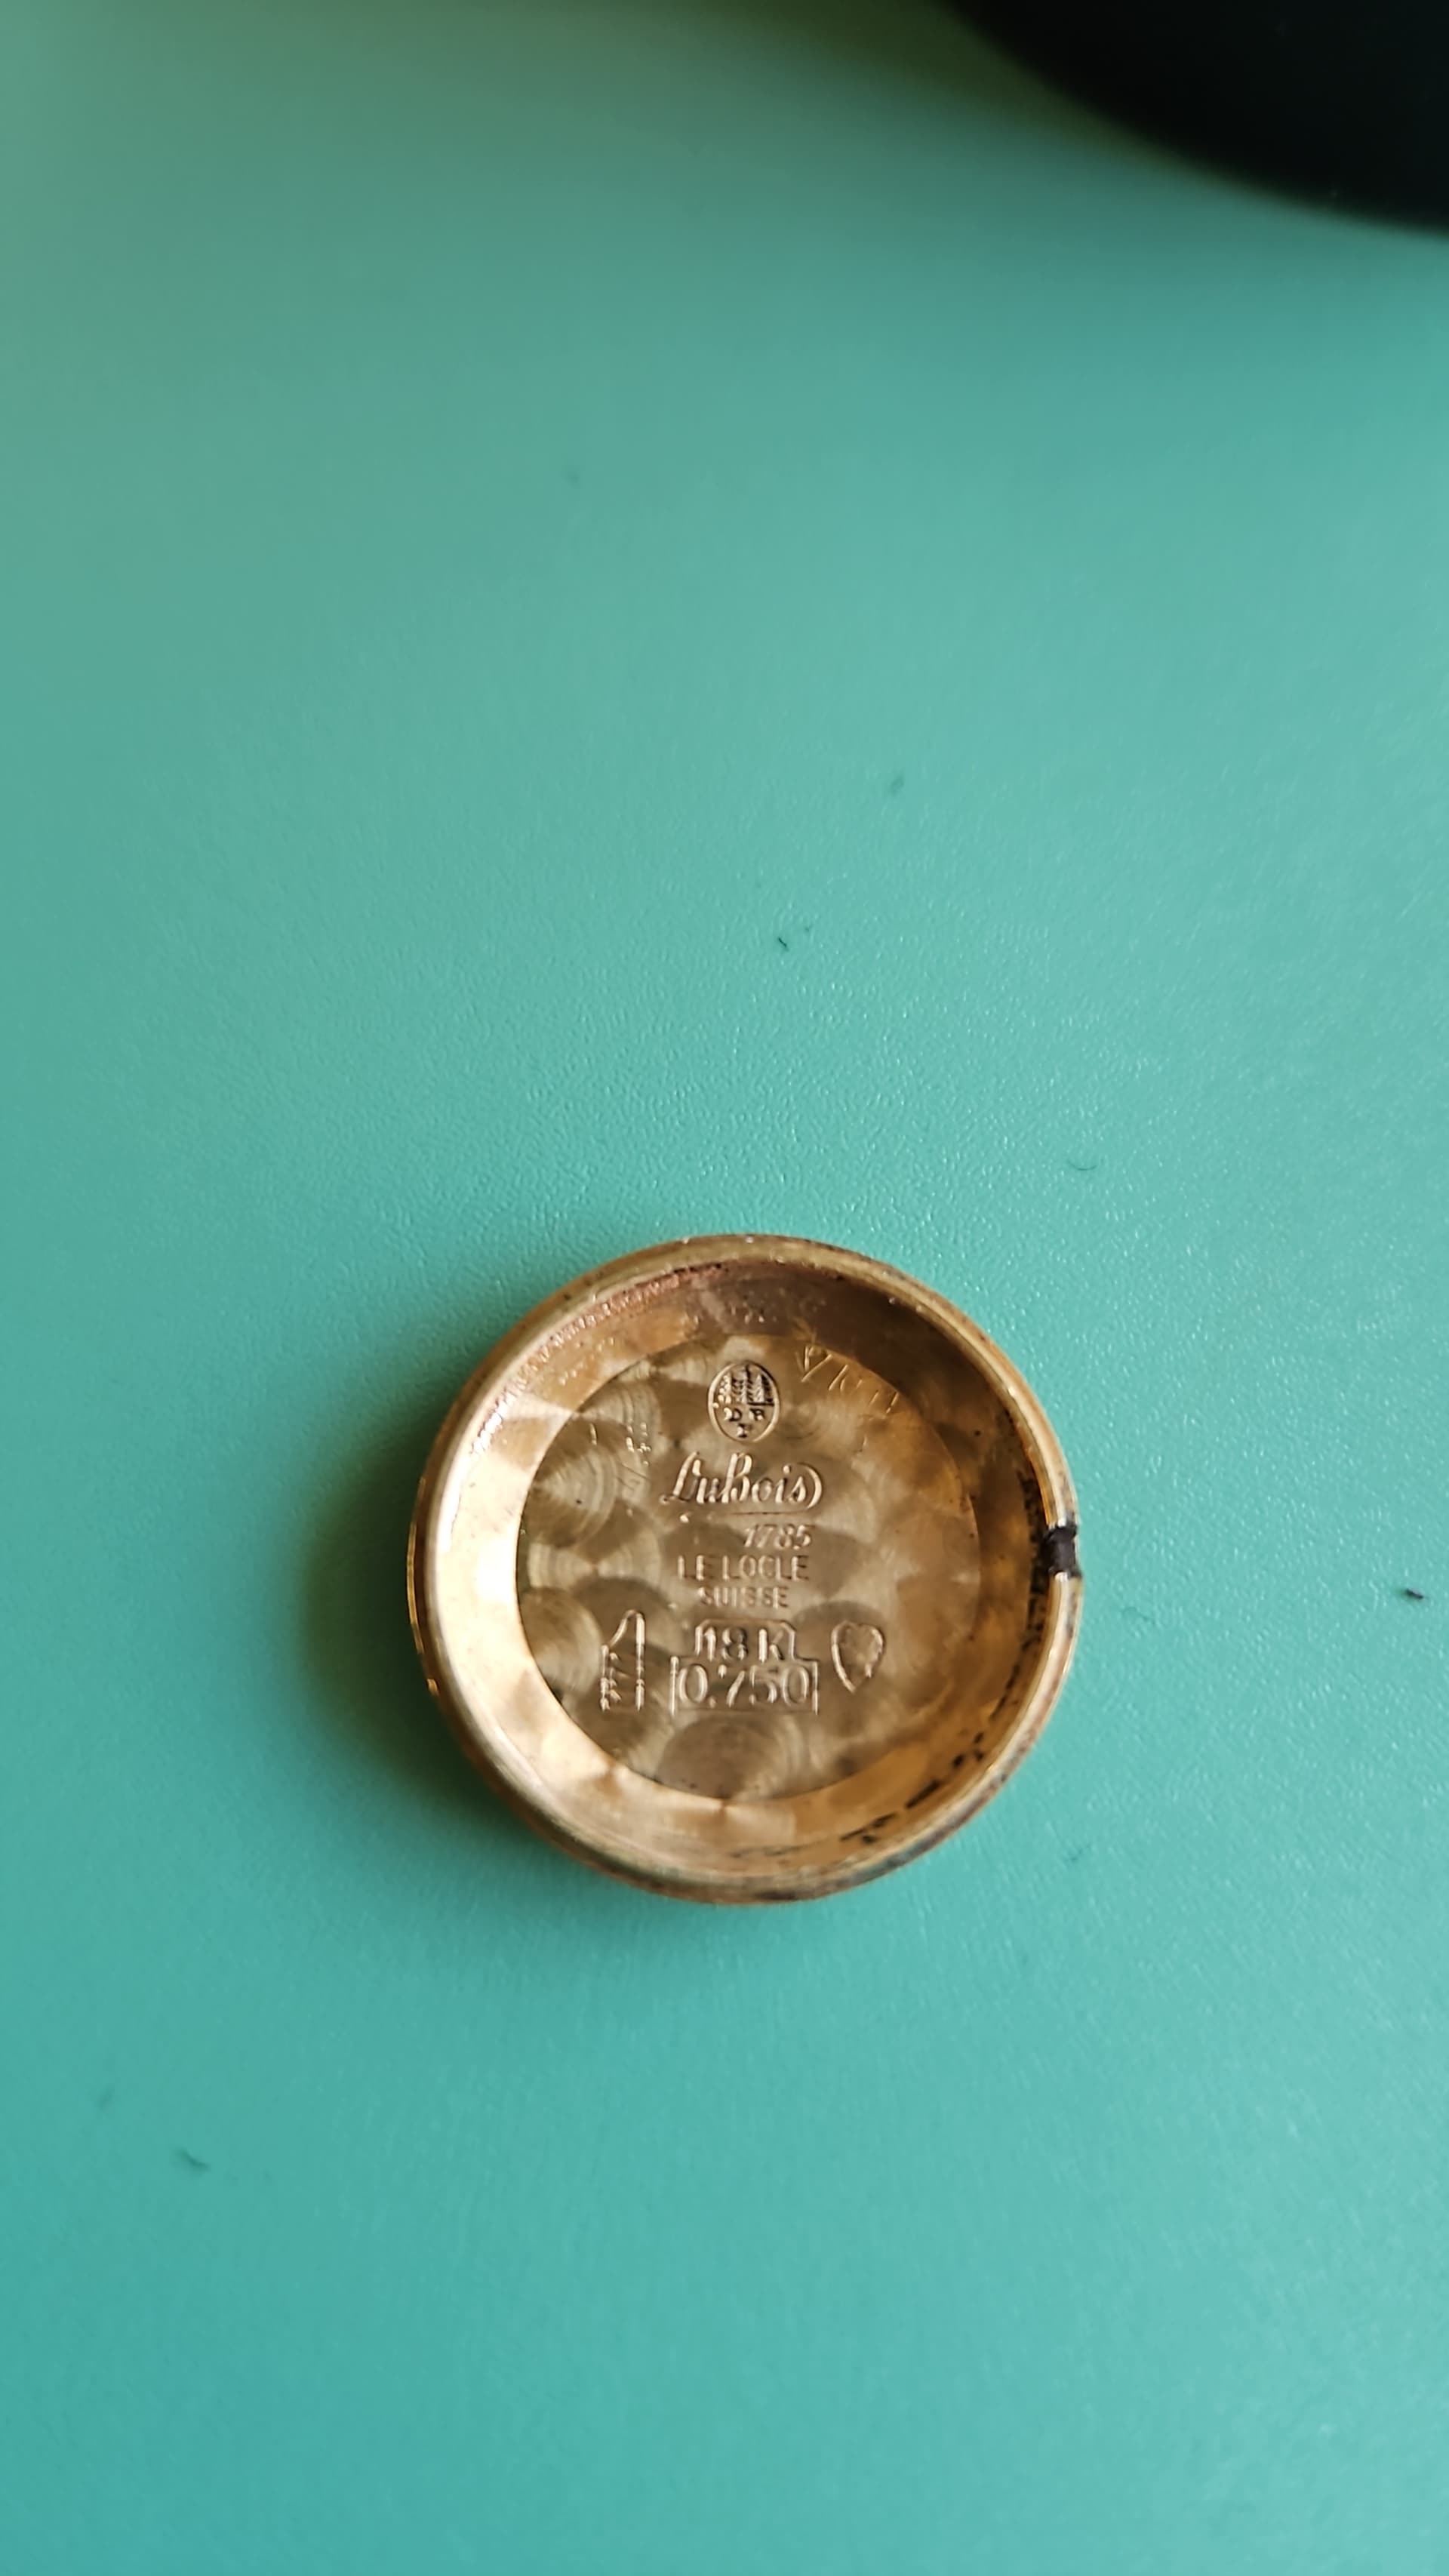 DuBois
1785
LE LOCLE
SUISSE
18 K
0.750